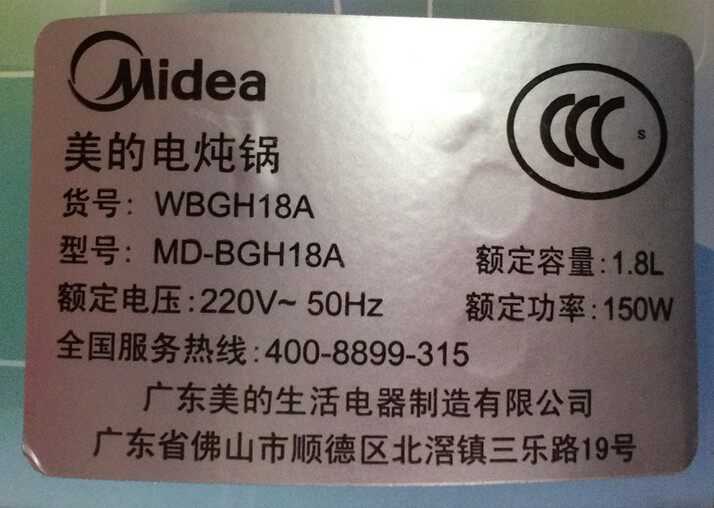 Midea
CCC
S
美的电炖锅
货号: WBGH18A
型号: MD-BGH18A
额定容量:1.8L
额定电压:220V~ 50Hz
额定功率:150W
全国服务热线:400-8899-315
广东美的生活电器制造有限公司
广东省佛山市顺德区北滘镇三乐路19号